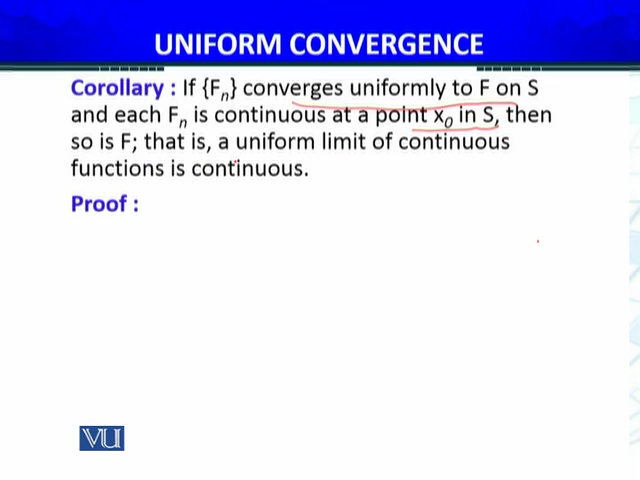 UNIFORM CONVERGENCE
Corollary : If {Fn} converges uniformly to F on S
and each Fn is continuous at a point x0 in S, then
so is F; that is, a uniform limit of continuous
functions is continuous.
Proof :
VU